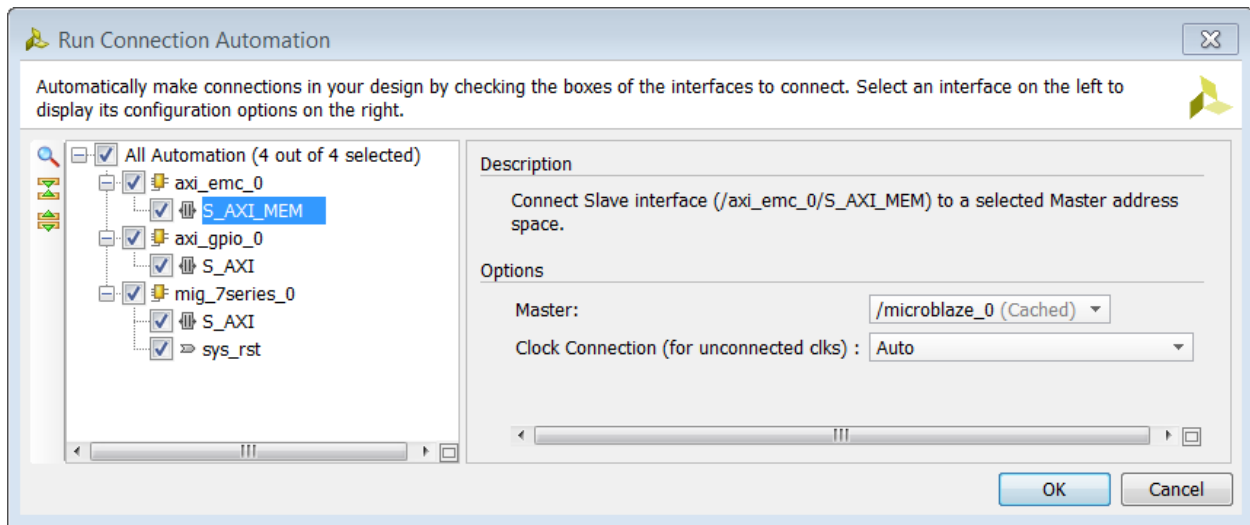 Run Connection Automation
Automatically make connections in your design by checking the boxes of the interfaces to connect. Select an interface on the left to
display its configuration options on the right.
All Automation (4 out of 4 selected)
axi_emc_0
S_AXI_MEM
axi_gpio_0
S_AXI
mig_7series_0
S_AXI
sys_rst
Description
Connect Slave interface (/axi_emc_0/S_AXI_MEM) to a selected Master address
space.
Options
Master: /microblaze_0 (Cached)
Clock Connection (for unconnected clks) : Auto
OK Cancel